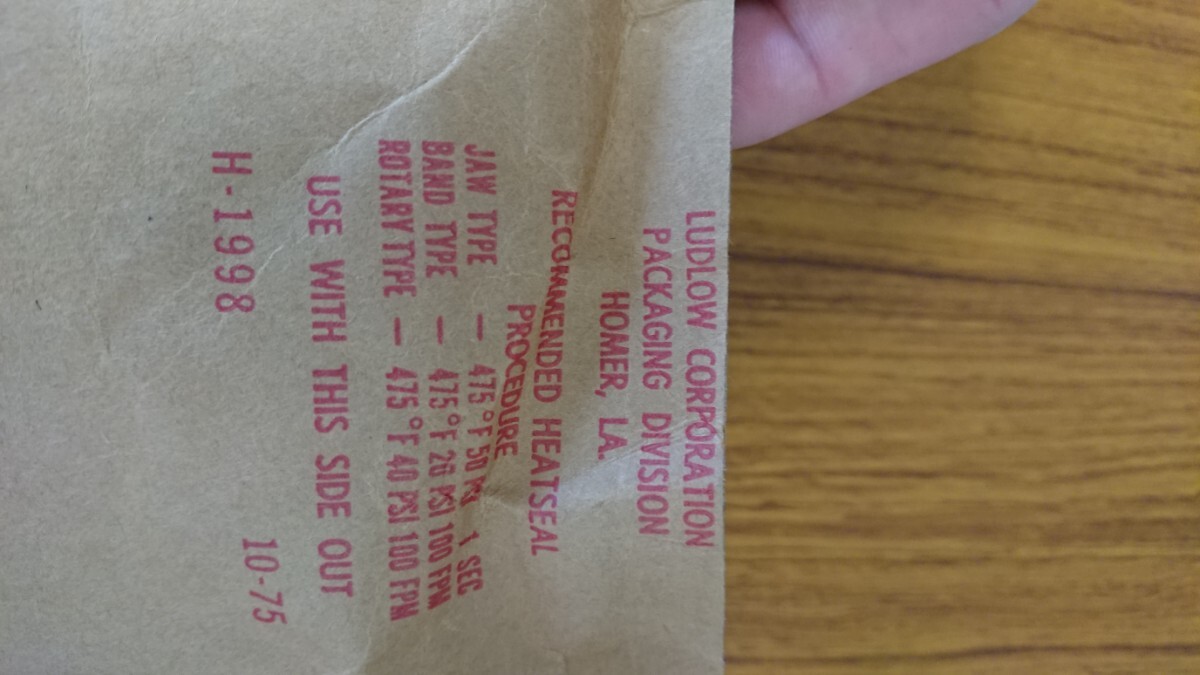 LUDLOW CORPORATION
PACKAGING DIVISION
HOMER, LA.
RECOMMENDED HEATSEAL
PROCEDURE
JAW TYPE — 475°F 50 PSI 1 SEC
BAND TYPE — 475°F 20 PSI 100 FPM
ROTARY TYPE — 475°F 40 PSI 100 FPM
USE WITH THIS SIDE OUT
H-1998 10-75